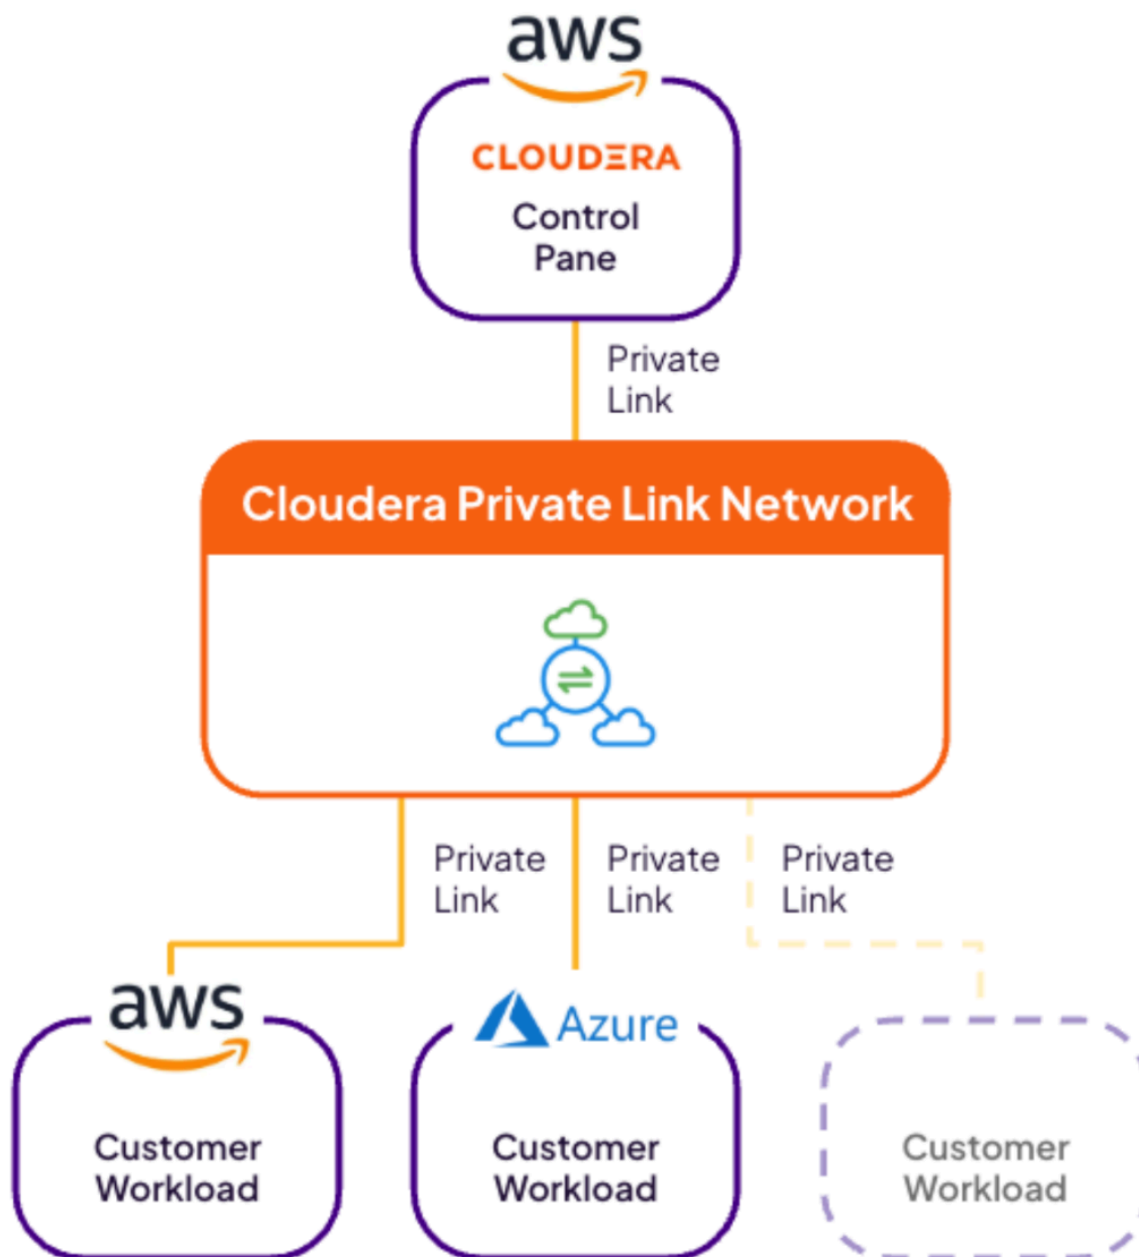 aws
CLOUDERA
Control
Pane
Private
Link
Cloudera Private Link Network
Private
Link
Private
Link
Private
Link
aws
Azure
Customer
Workload
Customer
Workload
Customer
Workload